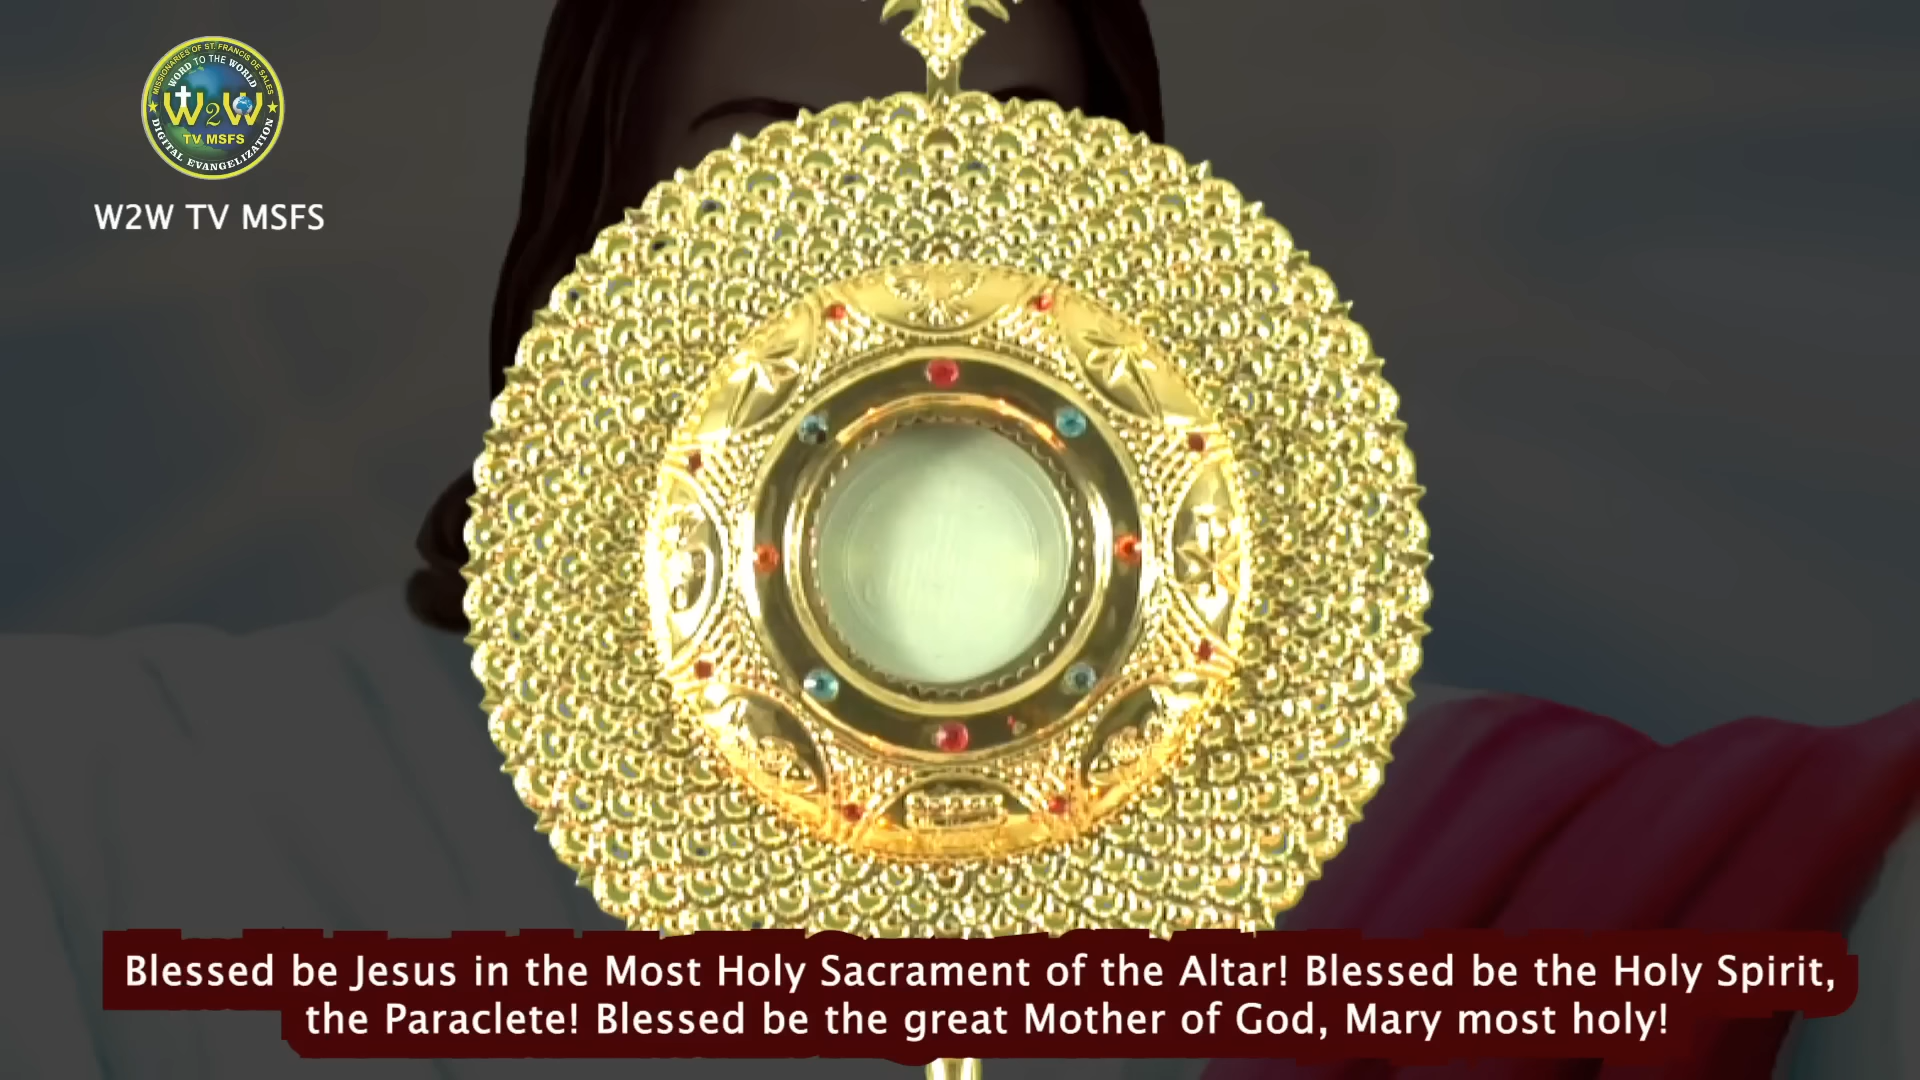 MISSIONARIES OF ST. FRANCIS DE SALES
WORD TO THE WORLD
W2W
TV MSFS
DIGITAL EVANGELIZATION
W2W TV MSFS
Blessed be Jesus in the Most Holy Sacrament of the Altar! Blessed be the Holy Spirit,
the Paraclete! Blessed be the great Mother of God, Mary most holy!